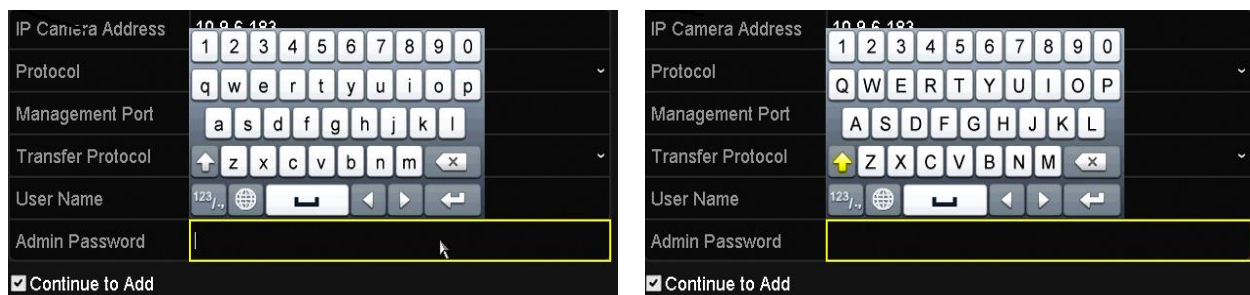 IP Camera Address
10.9.6.183
1 2 3 4 5 6 7 8 9 0
Protocol
q w e r t y u i o p
Management Port
a s d f g h j k l
Transfer Protocol
z x c v b n m
User Name
123/.,
Admin Password
Continue to Add
IP Camera Address
10.9.6.183
1 2 3 4 5 6 7 8 9 0
Protocol
Q W E R T Y U I O P
Management Port
A S D F G H J K L
Transfer Protocol
Z X C V B N M
User Name
123/.,
Admin Password
Continue to Add